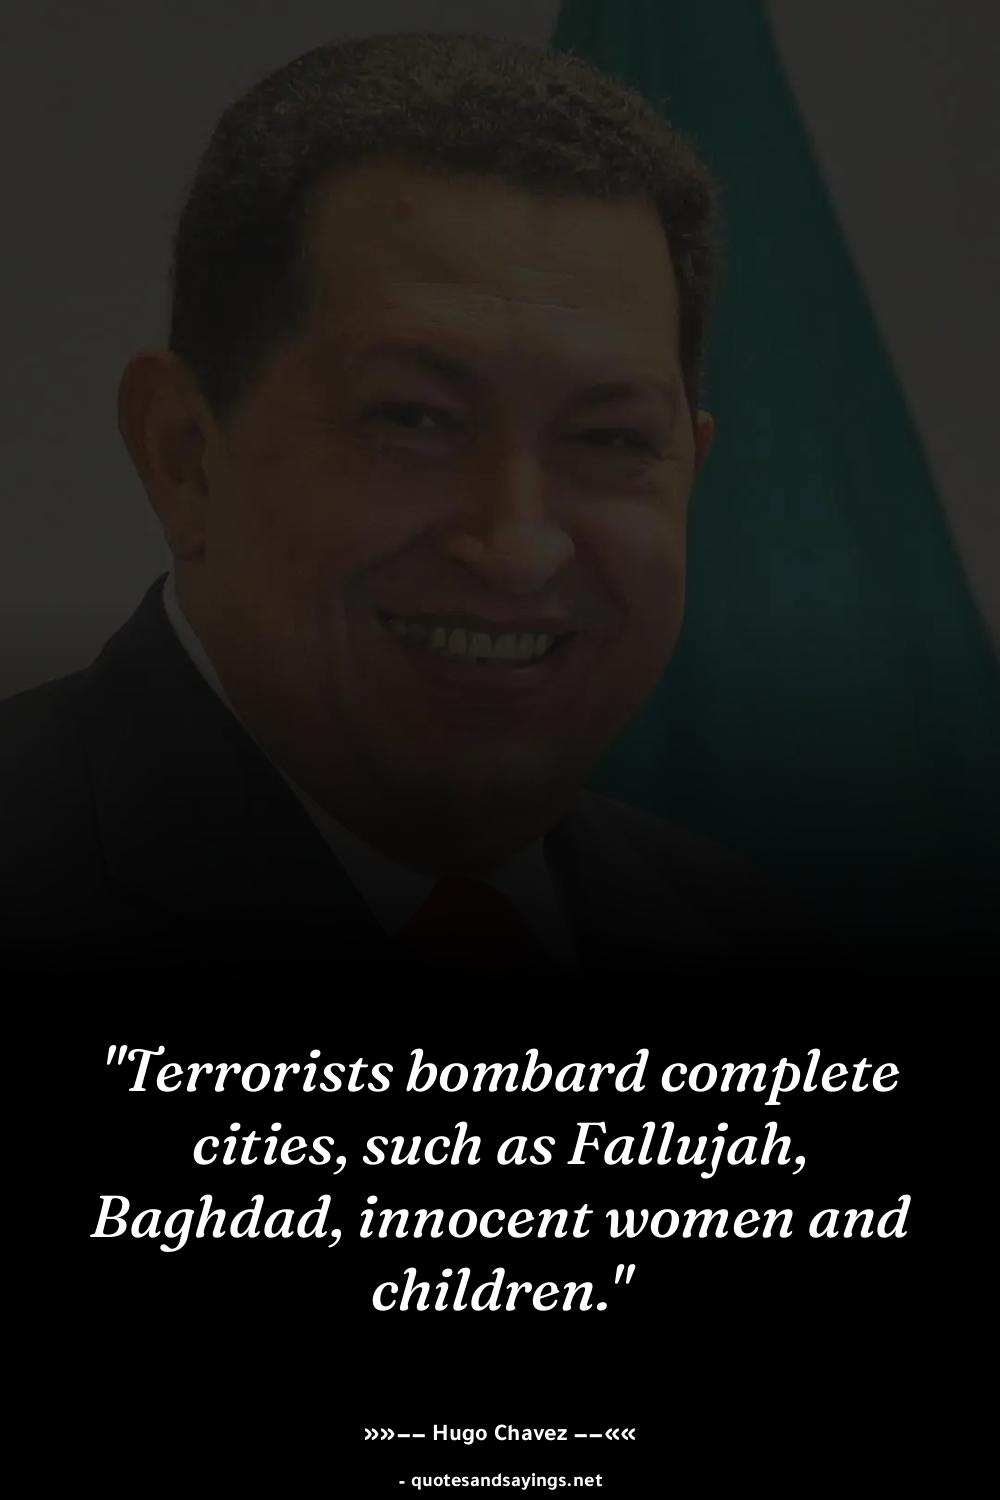 "Terrorists bombard complete
cities, such as Fallujah,
Baghdad, innocent women and
children."
»»−− Hugo Chavez −−««
- quotesandsayings.net